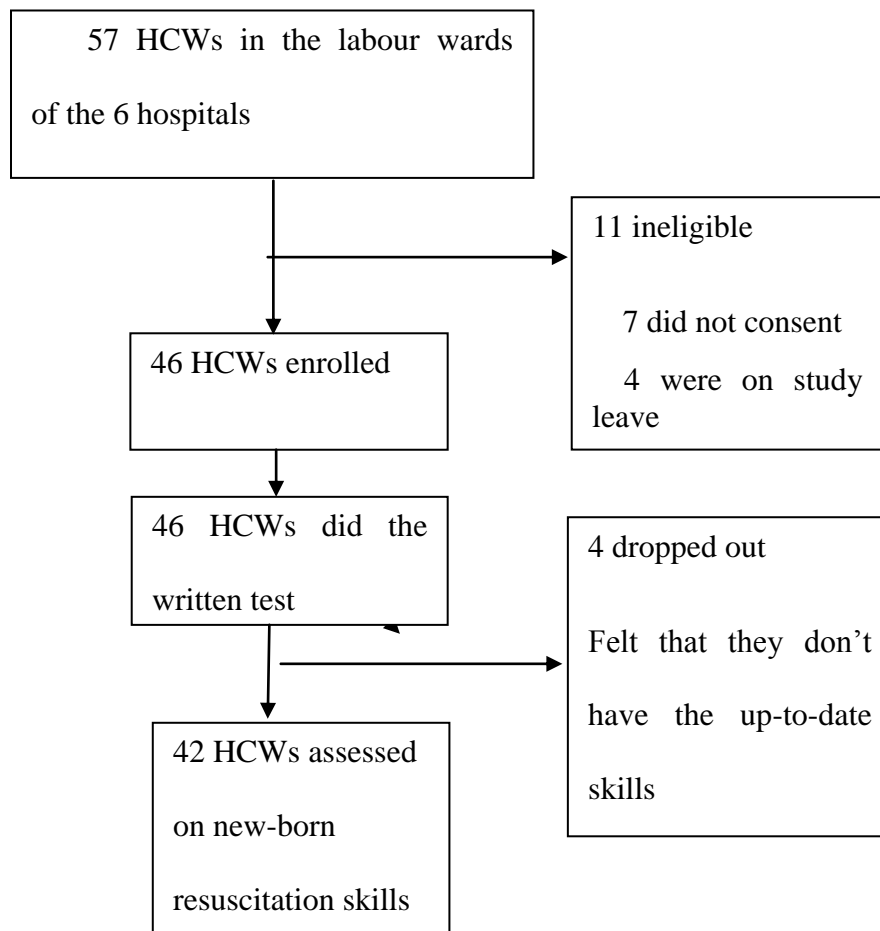 57 HCWs in the labour wards
of the 6 hospitals
11 ineligible
7 did not consent
4 were on study
leave
46 HCWs enrolled
46 HCWs did the
written test
4 dropped out
Felt that they don’t
have the up-to-date
skills
42 HCWs assessed
on new-born
resuscitation skills